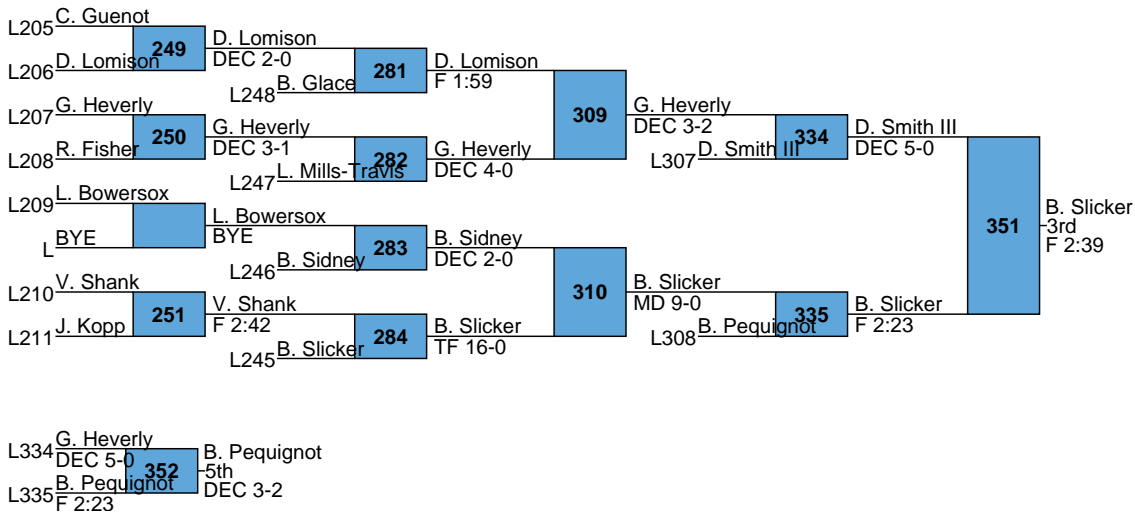 L205 C. Guenot
249
L206 D. Lomison
D. Lomison
DEC 2-0
281
L248 B. Glace
D. Lomison
F 1:59
309
L207 G. Heverly
250
L208 R. Fisher
G. Heverly
DEC 3-1
282
L247 L. Mills-Travis
G. Heverly
DEC 4-0
G. Heverly
DEC 3-2
334
L307 D. Smith III
D. Smith III
DEC 5-0
351
L209 L. Bowersox
L BYE
L. Bowersox
BYE
283
L246 B. Sidney
B. Sidney
DEC 2-0
310
L210 V. Shank
251
L211 J. Kopp
V. Shank
F 2:42
284
L245 B. Slicker
B. Slicker
TF 16-0
B. Slicker
MD 9-0
335
L308 B. Pequignot
B. Slicker
F 2:23
B. Slicker
3rd
F 2:39
L334 G. Heverly
DEC 5-0
352
L335 B. Pequignot
F 2:23
B. Pequignot
5th
DEC 3-2